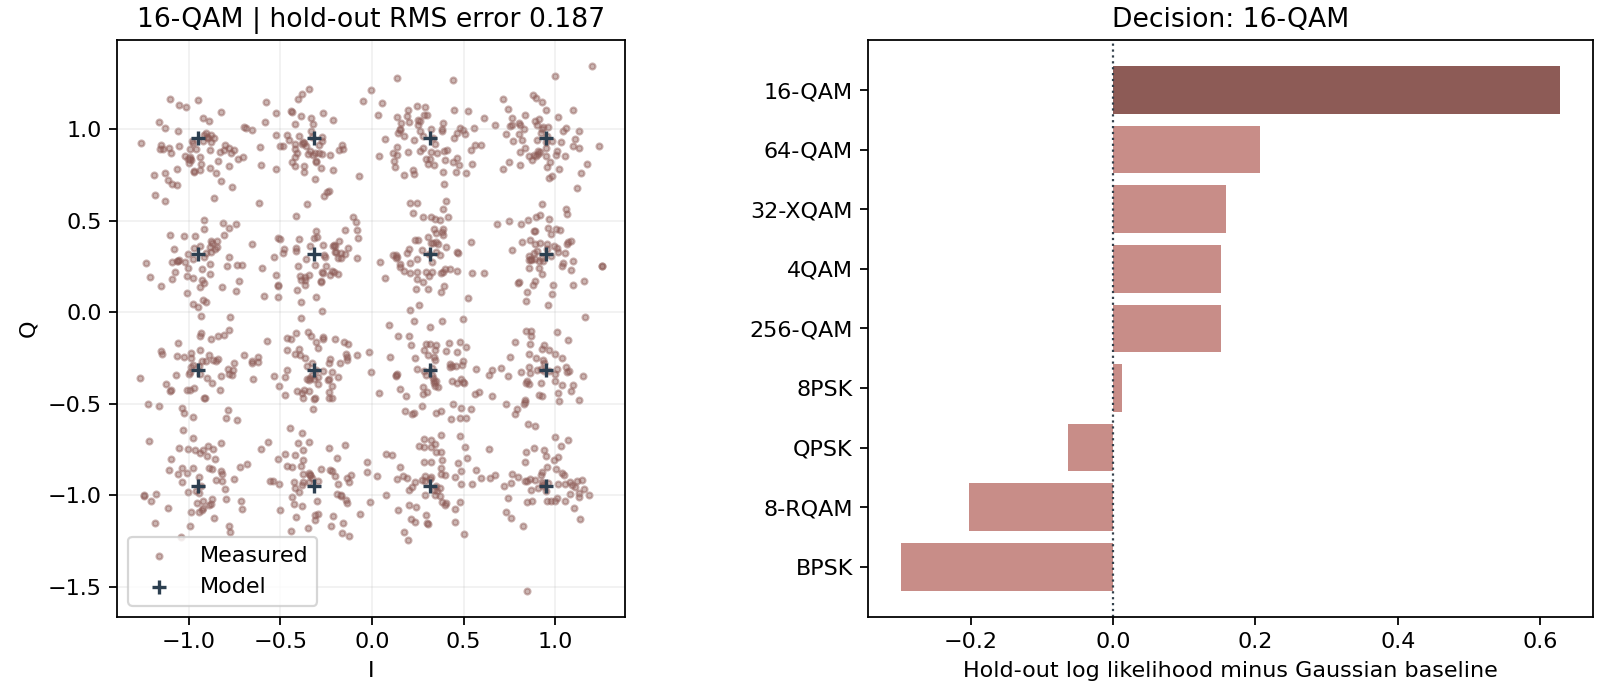 16-QAM | hold-out RMS error 0.187
1.0
0.5
0.0
−0.5
−1.0
−1.5
Q
Measured
Model
−1.0
−0.5
0.0
0.5
1.0
I
Decision: 16-QAM
16-QAM
64-QAM
32-XQAM
4QAM
256-QAM
8PSK
QPSK
8-RQAM
BPSK
−0.2
0.0
0.2
0.4
0.6
Hold-out log likelihood minus Gaussian baseline